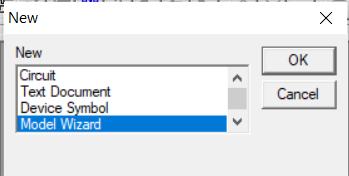 New
New
Circuit
Text Document
Device Symbol
Model Wizard
OK
Cancel